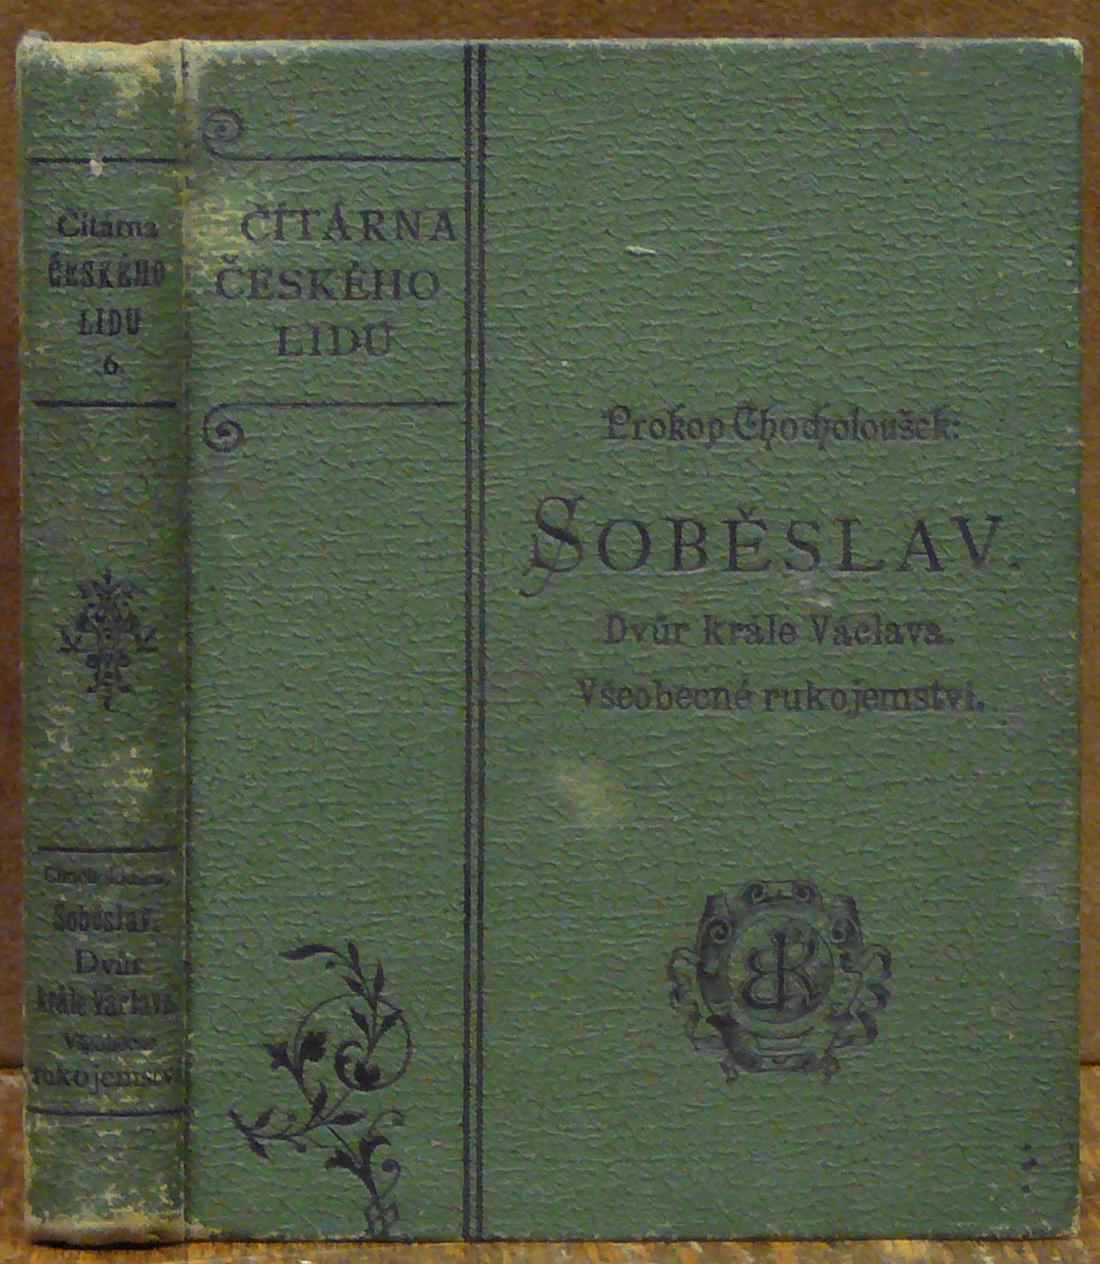 Čítárna
ČESKÉHO
LIDU
6.
Soběslav.
Dvůr
krále Václava.
Všeobecné
rukojemství
ČÍTÁRNA
ČESKÉHO
LIDU
Prokop Chocholoušek:
SOBĚSLAV.
Dvůr krále Václava.
Všeobecné rukojemství.